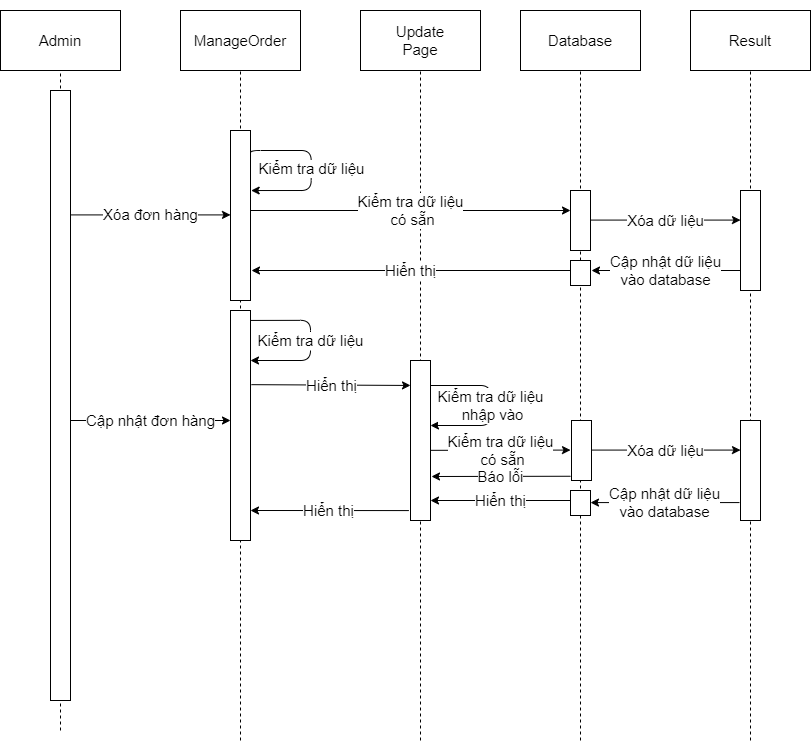 Admin
ManageOrder
Update
Page
Database
Result
Kiểm tra dữ liệu
Xóa đơn hàng
Kiểm tra dữ liệu
có sẵn
Xóa dữ liệu
Hiển thị
Cập nhật dữ liệu
vào database
Kiểm tra dữ liệu
Hiển thị
Cập nhật đơn hàng
Kiểm tra dữ liệu
nhập vào
Kiểm tra dữ liệu
có sẵn
Xóa dữ liệu
Báo lỗi
Hiển thị
Cập nhật dữ liệu
vào database
Hiển thị